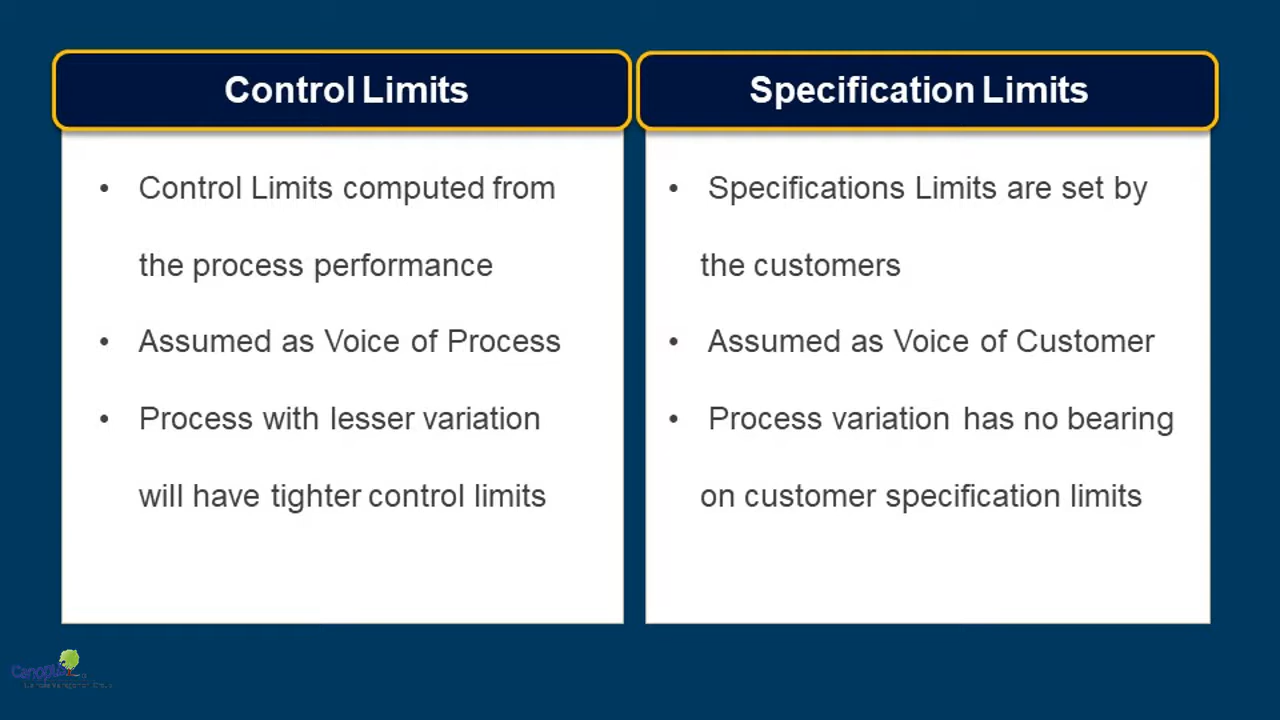 Control Limits
• Control Limits computed from
the process performance
• Assumed as Voice of Process
• Process with lesser variation
will have tighter control limits
Specification Limits
• Specifications Limits are set by
the customers
• Assumed as Voice of Customer
• Process variation has no bearing
on customer specification limits
Canopus